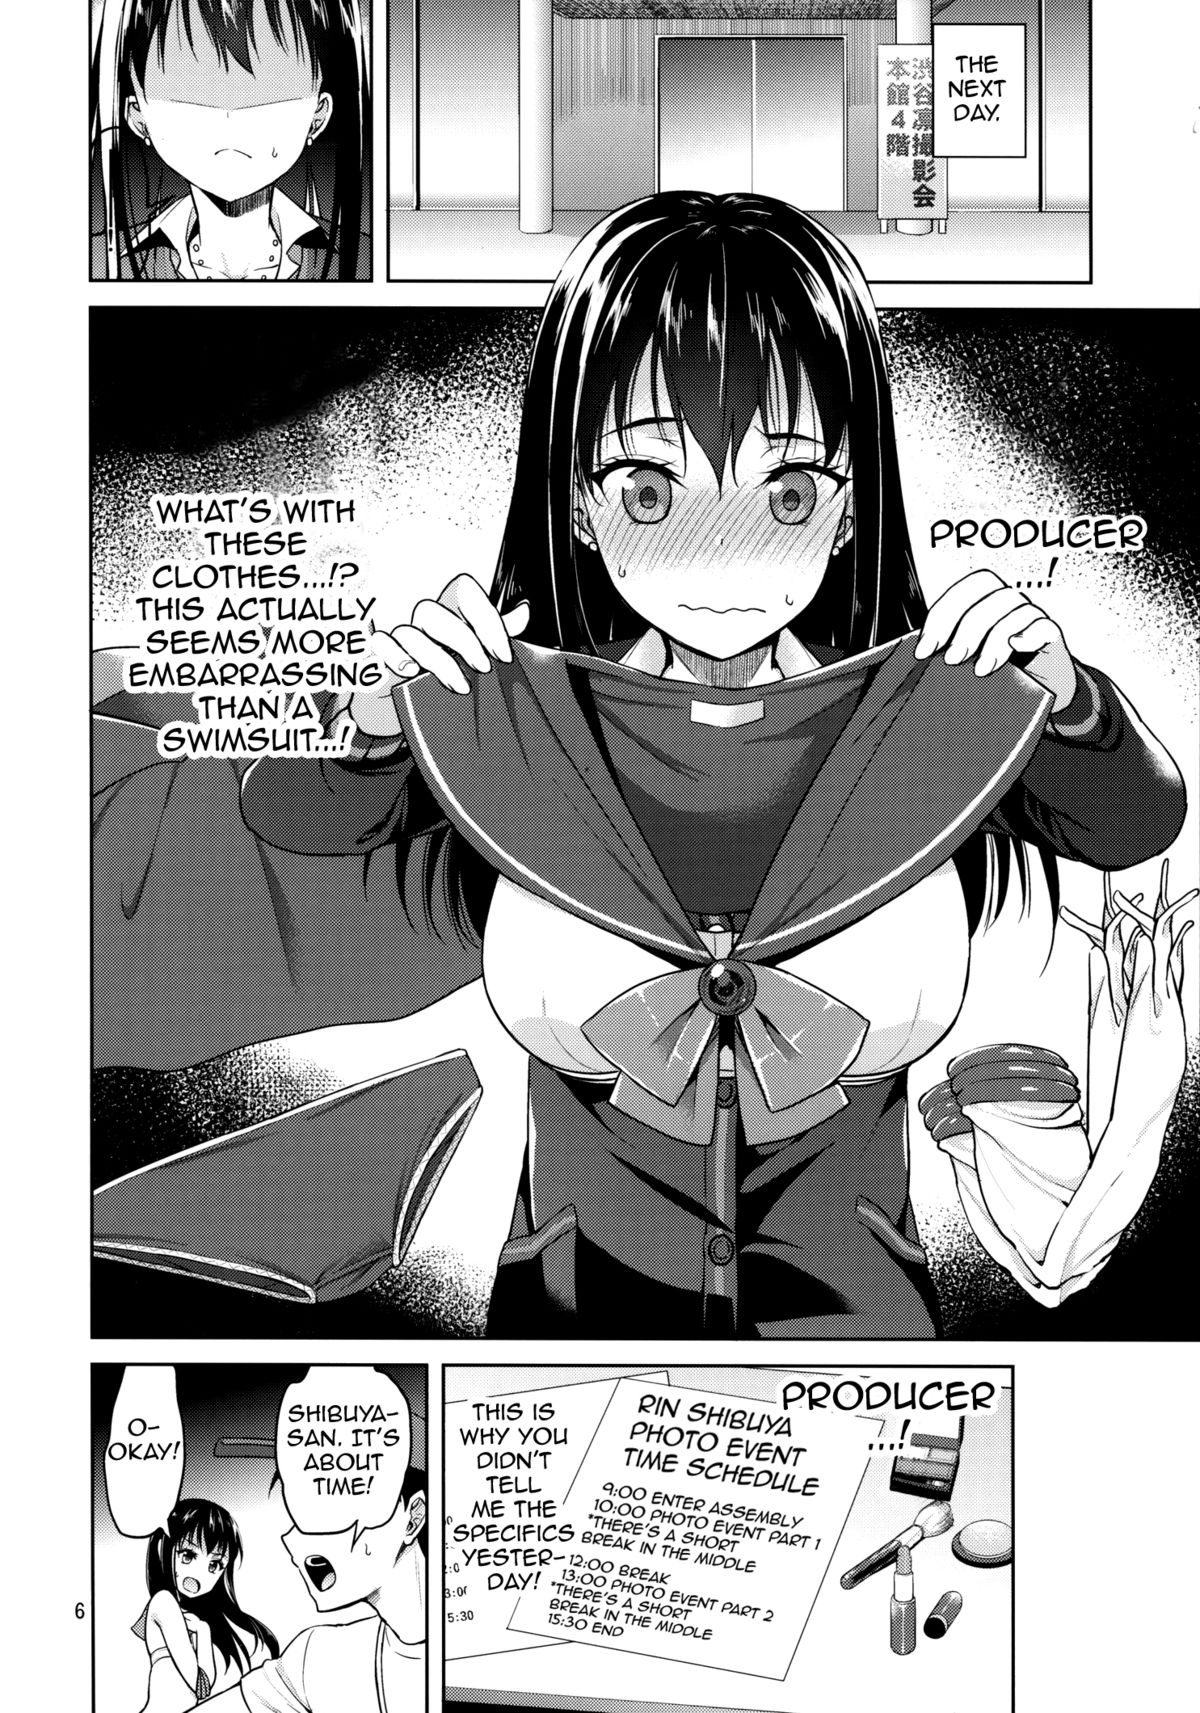 THE
NEXT
DAY.
渋谷凛撮影会
本館4階
PRODUCER
...!
WHAT'S WITH
THESE
CLOTHES...!?
THIS ACTUALLY
SEEMS MORE
EMBARRASSING
THAN A
SWIMSUIT...!
PRODUCER
...!
RIN SHIBUYA
PHOTO EVENT
TIME SCHEDULE
9:00 ENTER ASSEMBLY
10:00 PHOTO EVENT PART 1
*THERE'S A SHORT
BREAK IN THE MIDDLE
12:00 BREAK
13:00 PHOTO EVENT PART 2
*THERE'S A SHORT
BREAK IN THE MIDDLE
15:30 END
THIS IS
WHY YOU
DIDN'T
TELL
ME THE
SPECIFICS
YESTER-
DAY!
5:30
SHIBUYA-
SAN, IT'S
ABOUT
TIME!
O-
OKAY!
6